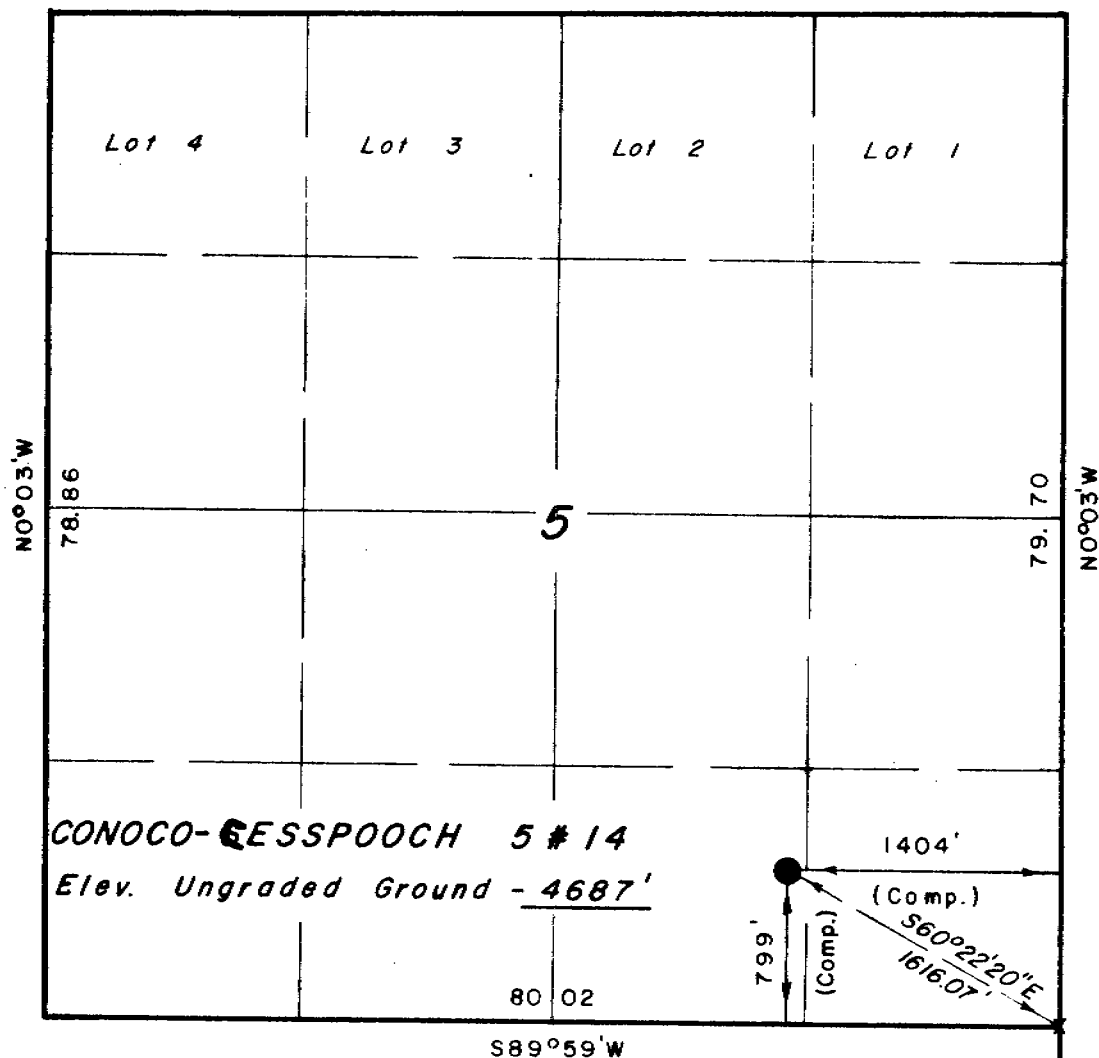 Lot 4
Lot 3
Lot 2
Lot 1
N0°03'W
78.86
5
79.70
N0°03'W
CONOCO- 5 # 14
Elev. Ungraded Ground - 4687'
1404'
(Comp.)
799'
(Comp.)
S60°22'20"E
1616.07'
80 02
S89°59'W